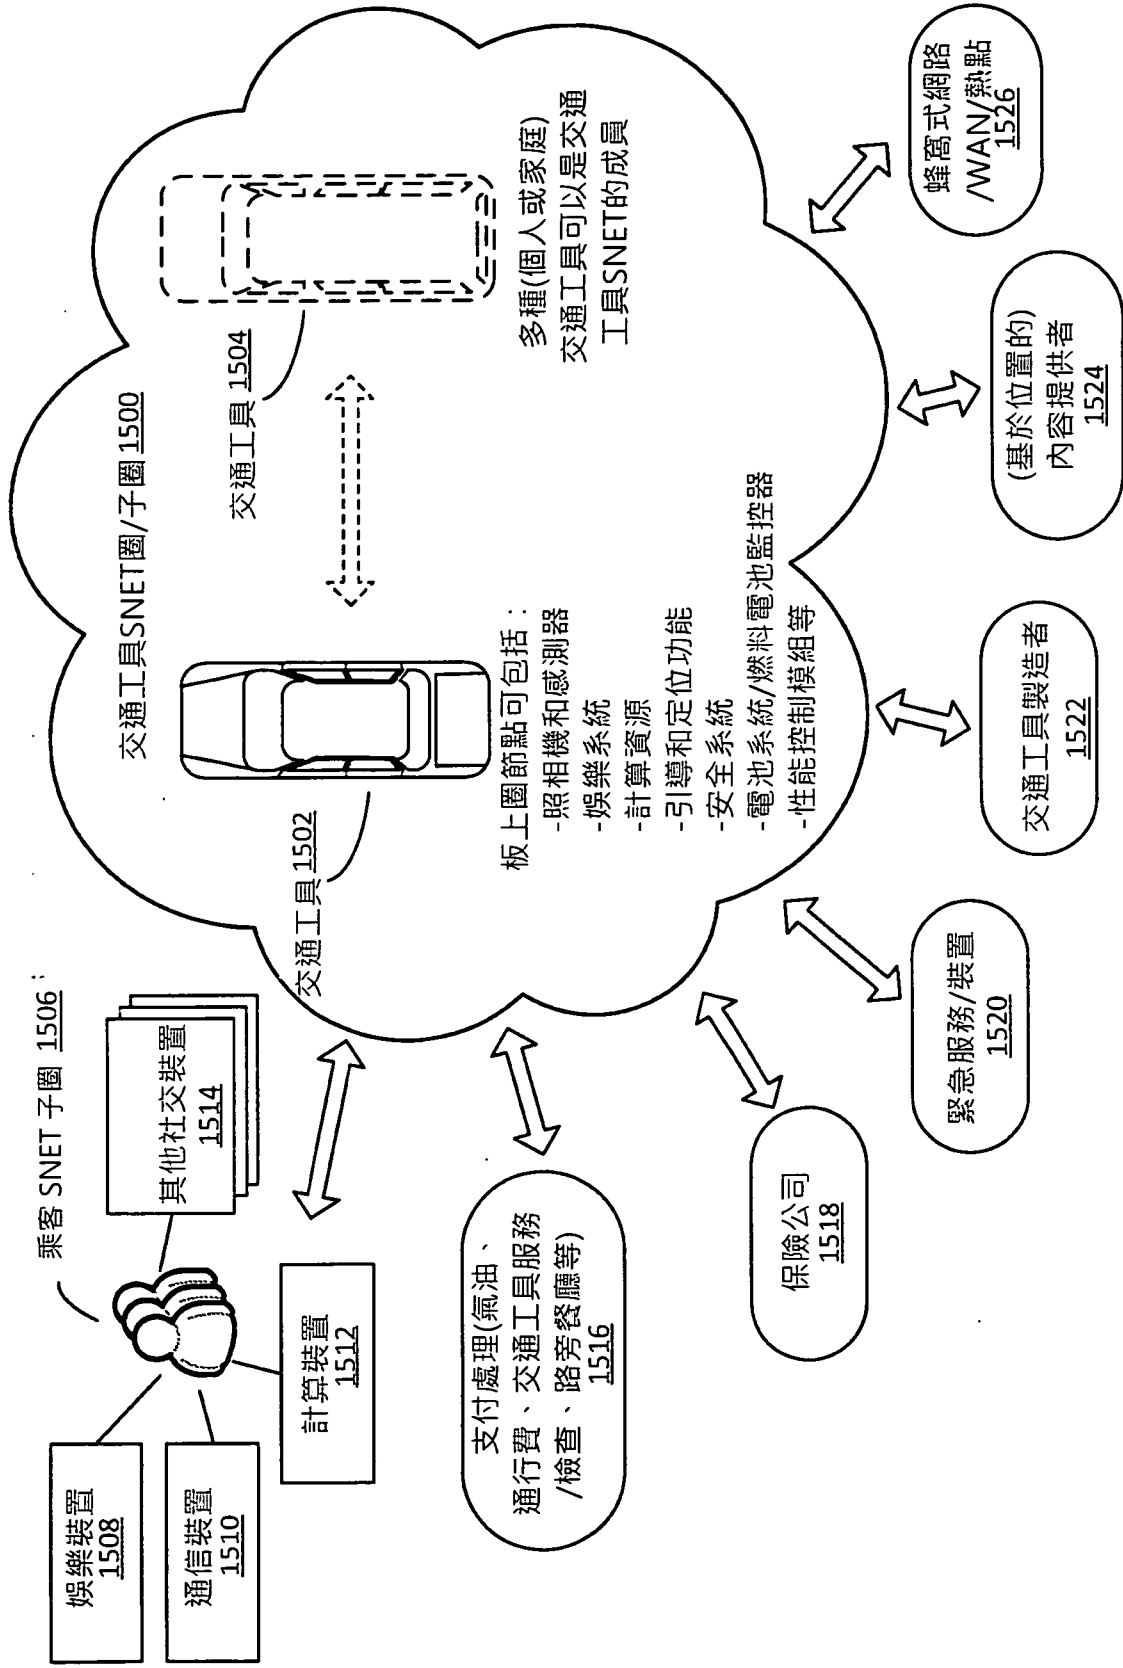 乘客 SNET 子圈 1506
娛樂裝置
1508
通信裝置
1510
計算裝置
1512
其他社交裝置
1514
交通工具SNET圈/子圈 1500
交通工具 1502
交通工具 1504
板上圈節點可包括：
-照相機和感測器
-娛樂系統
-計算資源
-引導和定位功能
-安全系統
-電池系統/燃料電池監控器
-性能控制模組等
多種(個人或家庭)
交通工具可以是交通
工具SNET的成員
支付處理(氣油、
通行費、交通工具服務
/檢查、路旁餐廳等)
1516
保險公司
1518
緊急服務/裝置
1520
交通工具製造者
1522
(基於位置的)
內容提供者
1524
蜂窩式網路
/WAN/熱點
1526